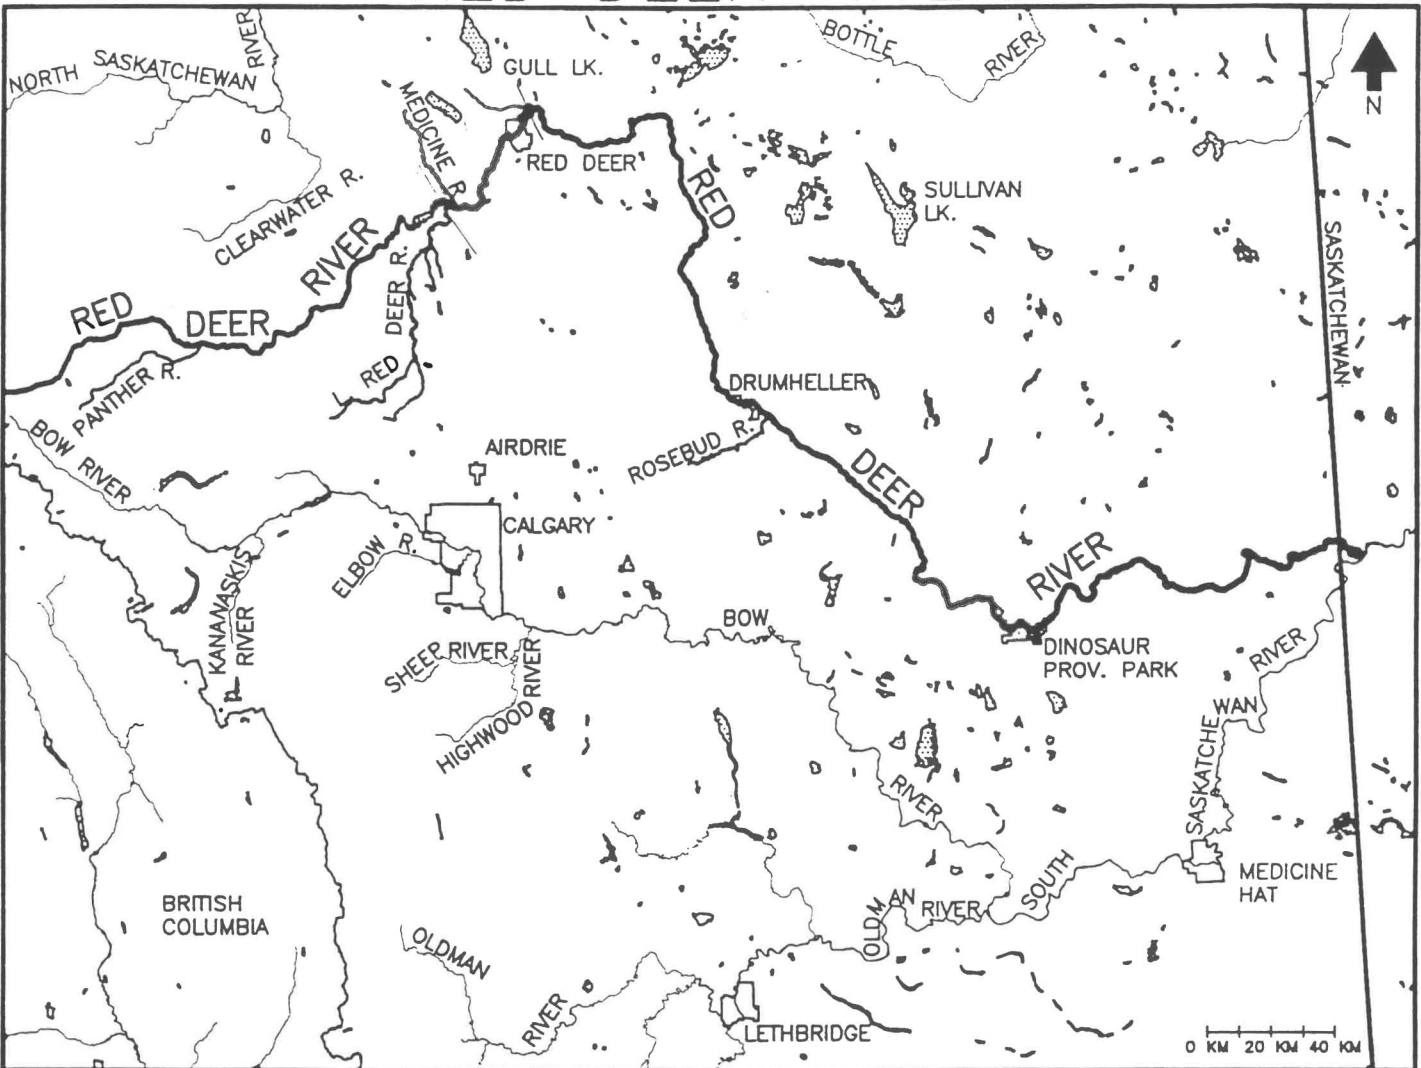 NORTH SASKATCHEWAN RIVER
GULL LK.
BOTTLE RIVER
N
MEDICINE R.
RED DEER
CLEARWATER R.
SULLIVAN
LK.
RED DEER RIVER
RED DEER R.
RED DEER RIVER
SASKATCHEWAN
PANTHER R.
DRUMHELLER
ROSEBUD R.
BOW RIVER
AIRDRIE
CALGARY
ELBOW R.
KANANASKIS
RIVER
SHEEP RIVER
HIGHWOOD RIVER
BOW RIVER
DINOSAUR
PROV. PARK
SOUTH SASKATCHEWAN RIVER
MEDICINE
HAT
BRITISH
COLUMBIA
OLDMAN RIVER
OLDMAN RIVER
LETHBRIDGE
0 KM 20 KM 40 KM